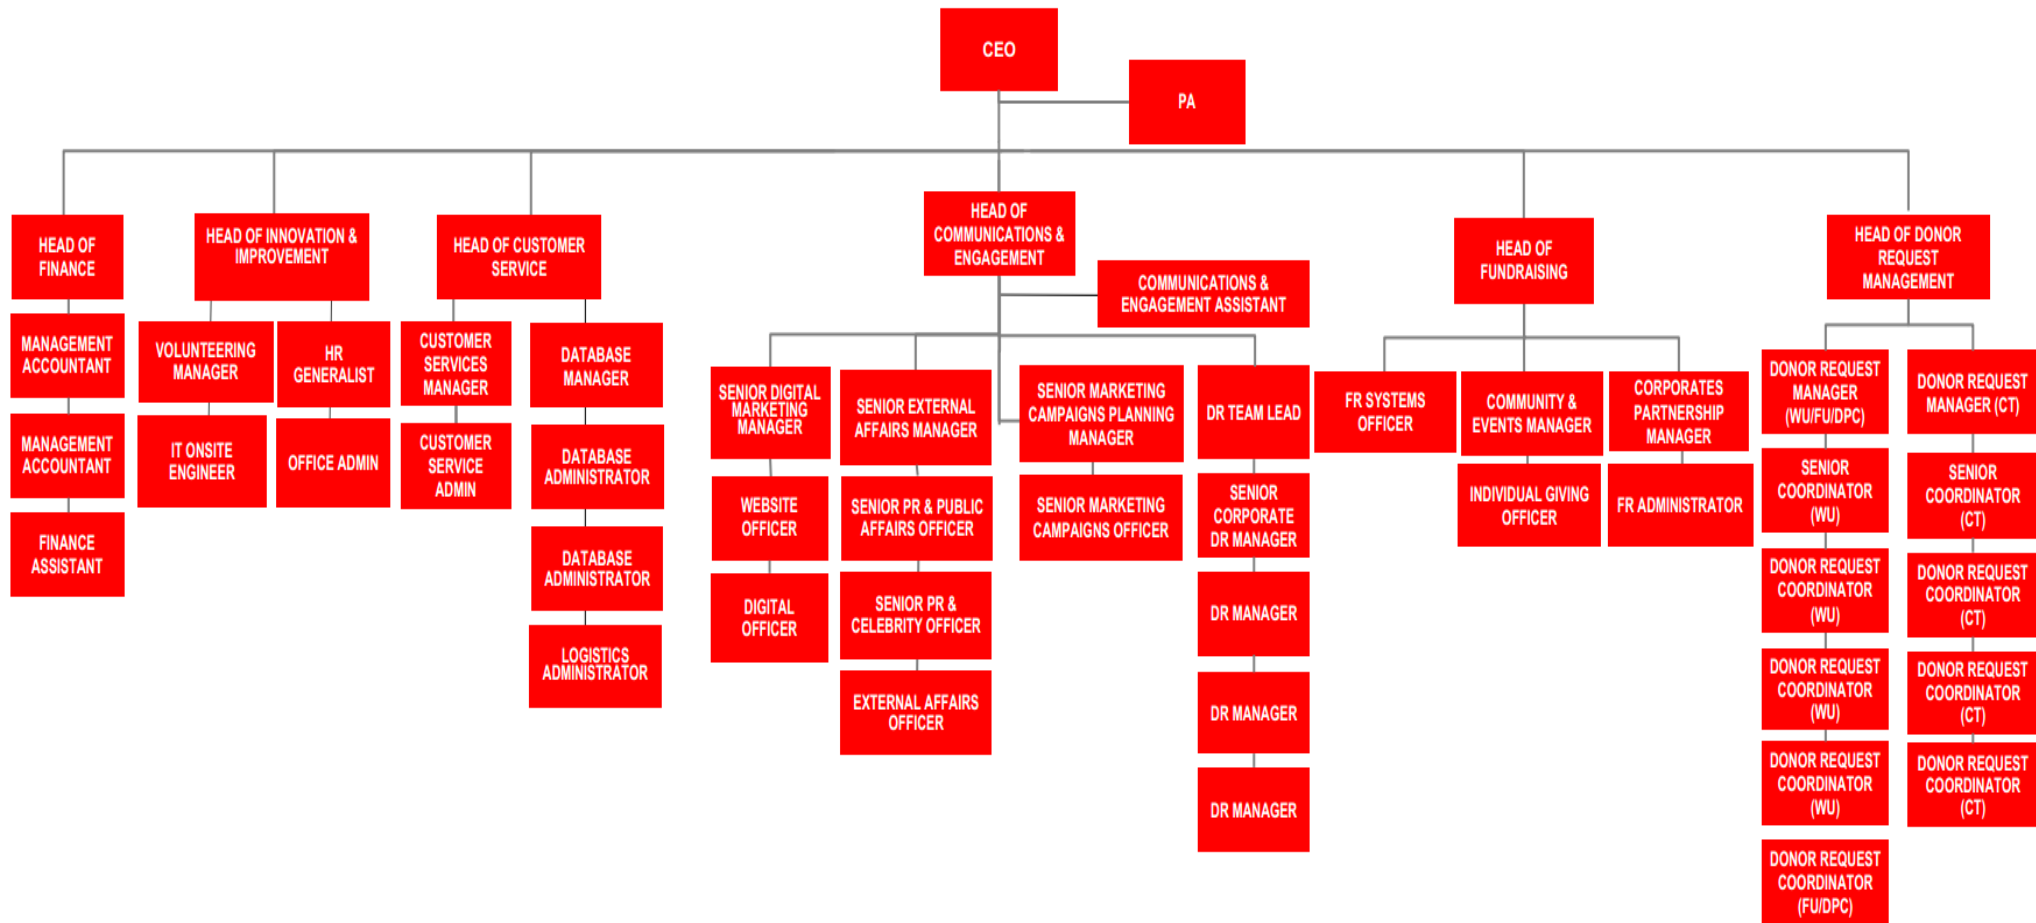 CEO
PA
HEAD OF
FINANCE
MANAGEMENT
ACCOUNTANT
MANAGEMENT
ACCOUNTANT
FINANCE
ASSISTANT
HEAD OF INNOVATION &
IMPROVEMENT
VOLUNTEERING
MANAGER
IT ONSITE
ENGINEER
HR
GENERALIST
OFFICE ADMIN
HEAD OF CUSTOMER
SERVICE
CUSTOMER
SERVICES
MANAGER
CUSTOMER
SERVICE
ADMIN
DATABASE
MANAGER
DATABASE
ADMINISTRATOR
DATABASE
ADMINISTRATOR
LOGISTICS
ADMINISTRATOR
HEAD OF
COMMUNICATIONS &
ENGAGEMENT
COMMUNICATIONS &
ENGAGEMENT ASSISTANT
SENIOR DIGITAL
MARKETING
MANAGER
WEBSITE
OFFICER
DIGITAL
OFFICER
SENIOR EXTERNAL
AFFAIRS MANAGER
SENIOR PR & PUBLIC
AFFAIRS OFFICER
SENIOR PR &
CELEBRITY OFFICER
EXTERNAL AFFAIRS
OFFICER
SENIOR MARKETING
CAMPAIGNS PLANNING
MANAGER
SENIOR MARKETING
CAMPAIGNS OFFICER
DR TEAM LEAD
SENIOR
CORPORATE
DR MANAGER
DR MANAGER
DR MANAGER
DR MANAGER
HEAD OF
FUNDRAISING
FR SYSTEMS
OFFICER
COMMUNITY &
EVENTS MANAGER
INDIVIDUAL GIVING
OFFICER
CORPORATES
PARTNERSHIP
MANAGER
FR ADMINISTRATOR
HEAD OF DONOR
REQUEST
MANAGEMENT
DONOR REQUEST
MANAGER
(WU/FU/DPC)
SENIOR
COORDINATOR
(WU)
DONOR REQUEST
COORDINATOR
(WU)
DONOR REQUEST
COORDINATOR
(WU)
DONOR REQUEST
COORDINATOR
(WU)
DONOR REQUEST
COORDINATOR
(FU/DPC)
DONOR REQUEST
MANAGER (CT)
SENIOR
COORDINATOR
(CT)
DONOR REQUEST
COORDINATOR
(CT)
DONOR REQUEST
COORDINATOR
(CT)
DONOR REQUEST
COORDINATOR
(CT)